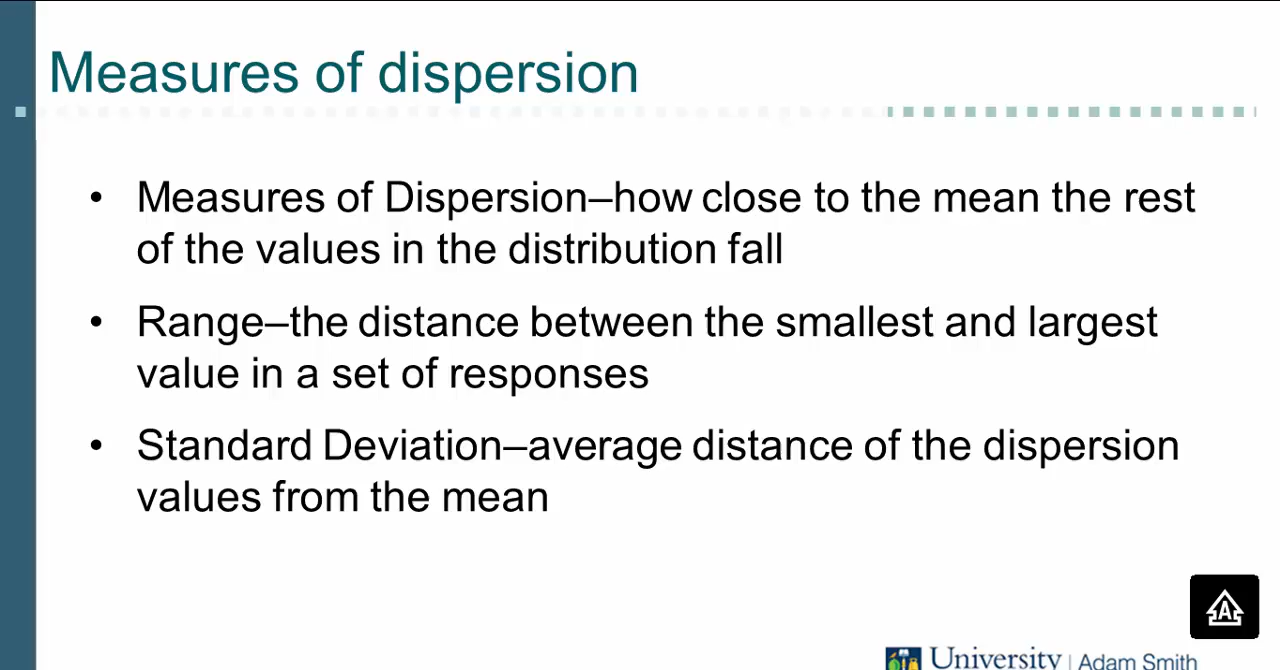 Measures of dispersion
• Measures of Dispersion–how close to the mean the rest
of the values in the distribution fall
• Range–the distance between the smallest and largest
value in a set of responses
• Standard Deviation–average distance of the dispersion
values from the mean
A
University | Adam Smith